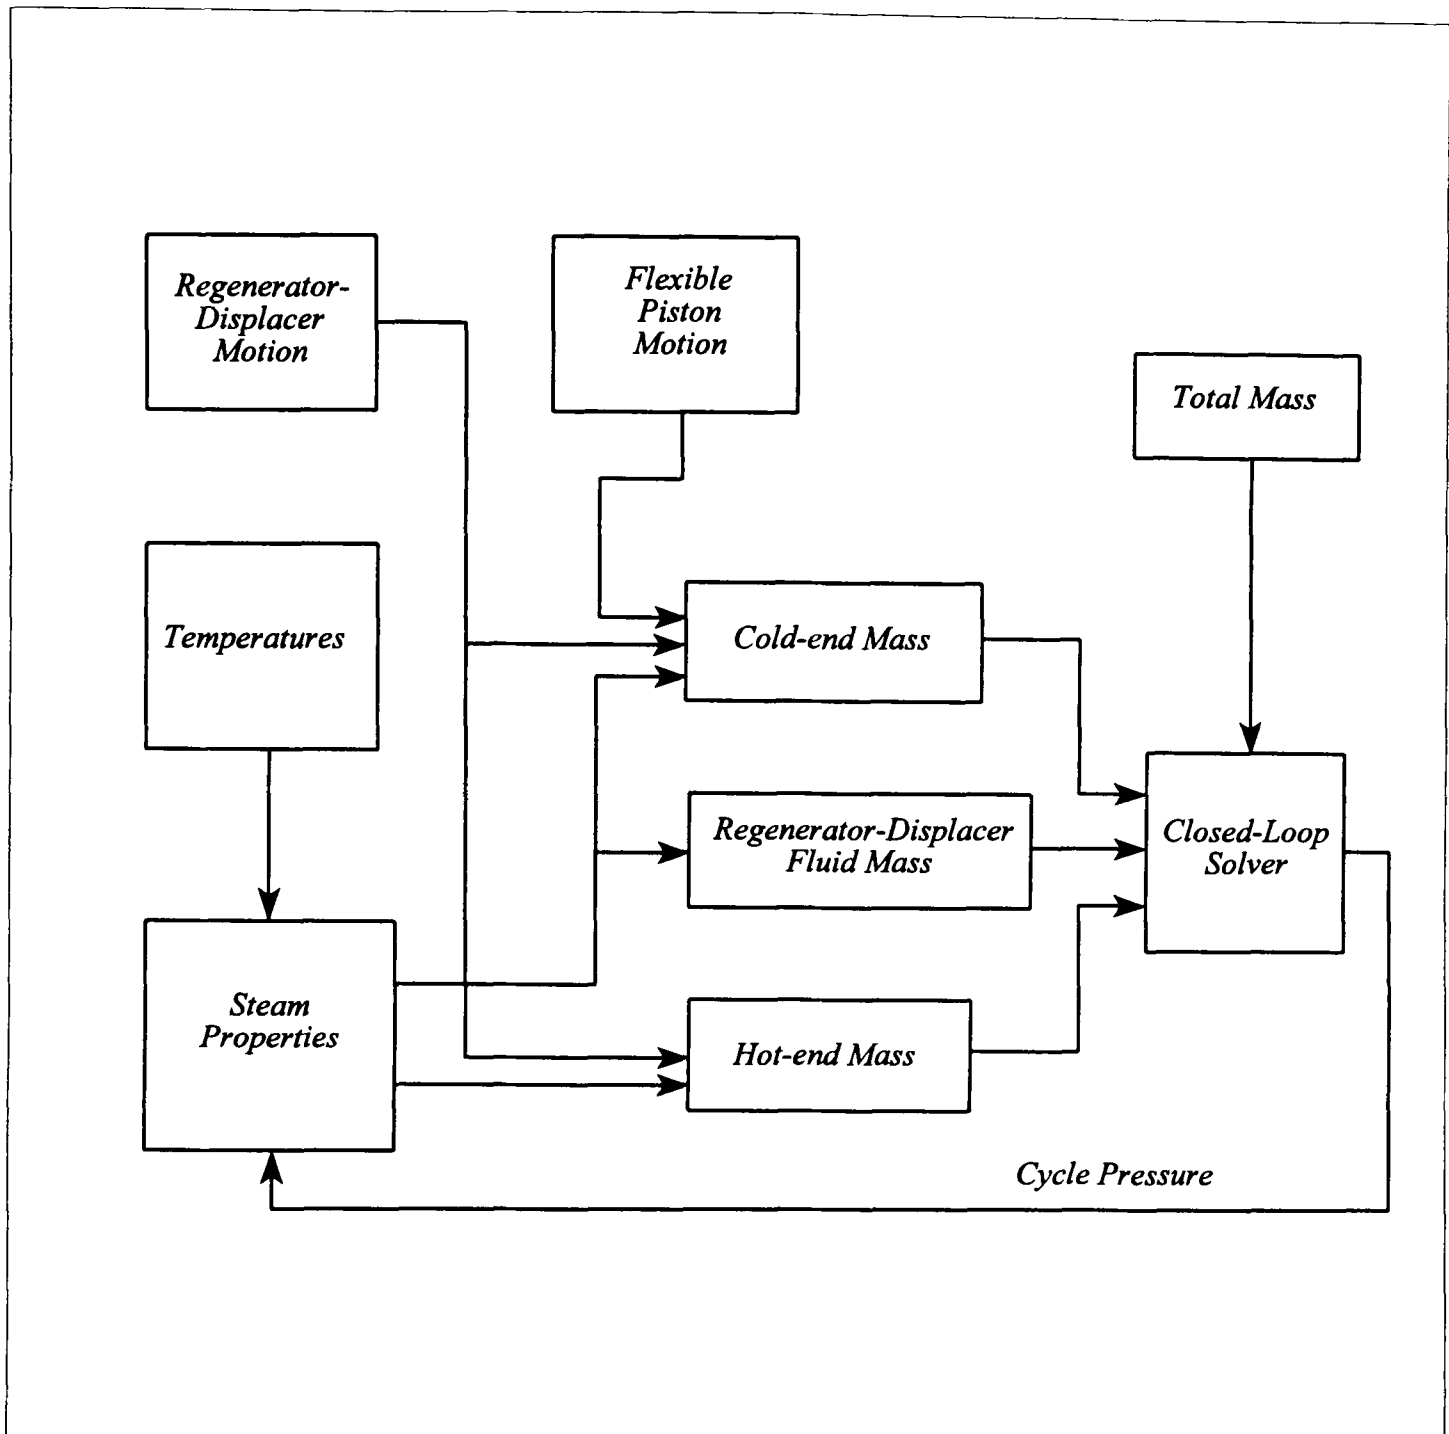 Regenerator-
Displacer
Motion
Flexible
Piston
Motion
Total Mass
Temperatures
Cold-end Mass
Regenerator-Displacer
Fluid Mass
Closed-Loop
Solver
Steam
Properties
Hot-end Mass
Cycle Pressure